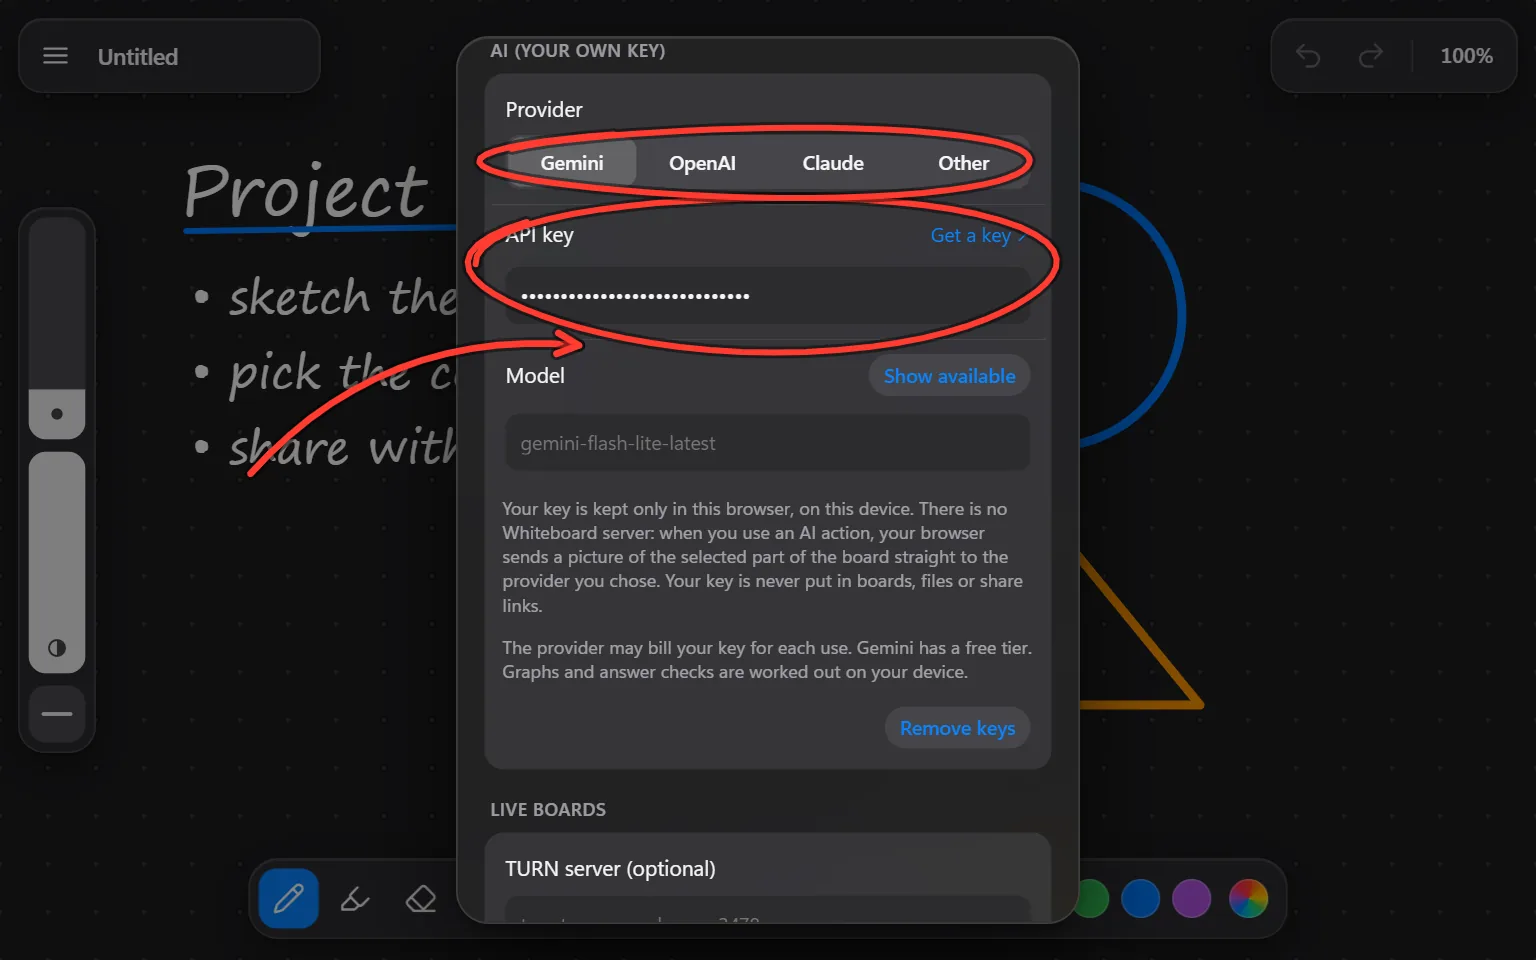 Untitled
100%
AI (YOUR OWN KEY)
Provider
Gemini OpenAI Claude Other
Project
API key Get a key
sketch the
pick the
share with
Model Show available
gemini-flash-lite-latest
Your key is kept only in this browser, on this device. There is no
Whiteboard server: when you use an AI action, your browser
sends a picture of the selected part of the board straight to the
provider you chose. Your key is never put in boards, files or share
links.
The provider may bill your key for each use. Gemini has a free tier.
Graphs and answer checks are worked out on your device.
Remove keys
LIVE BOARDS
TURN server (optional)